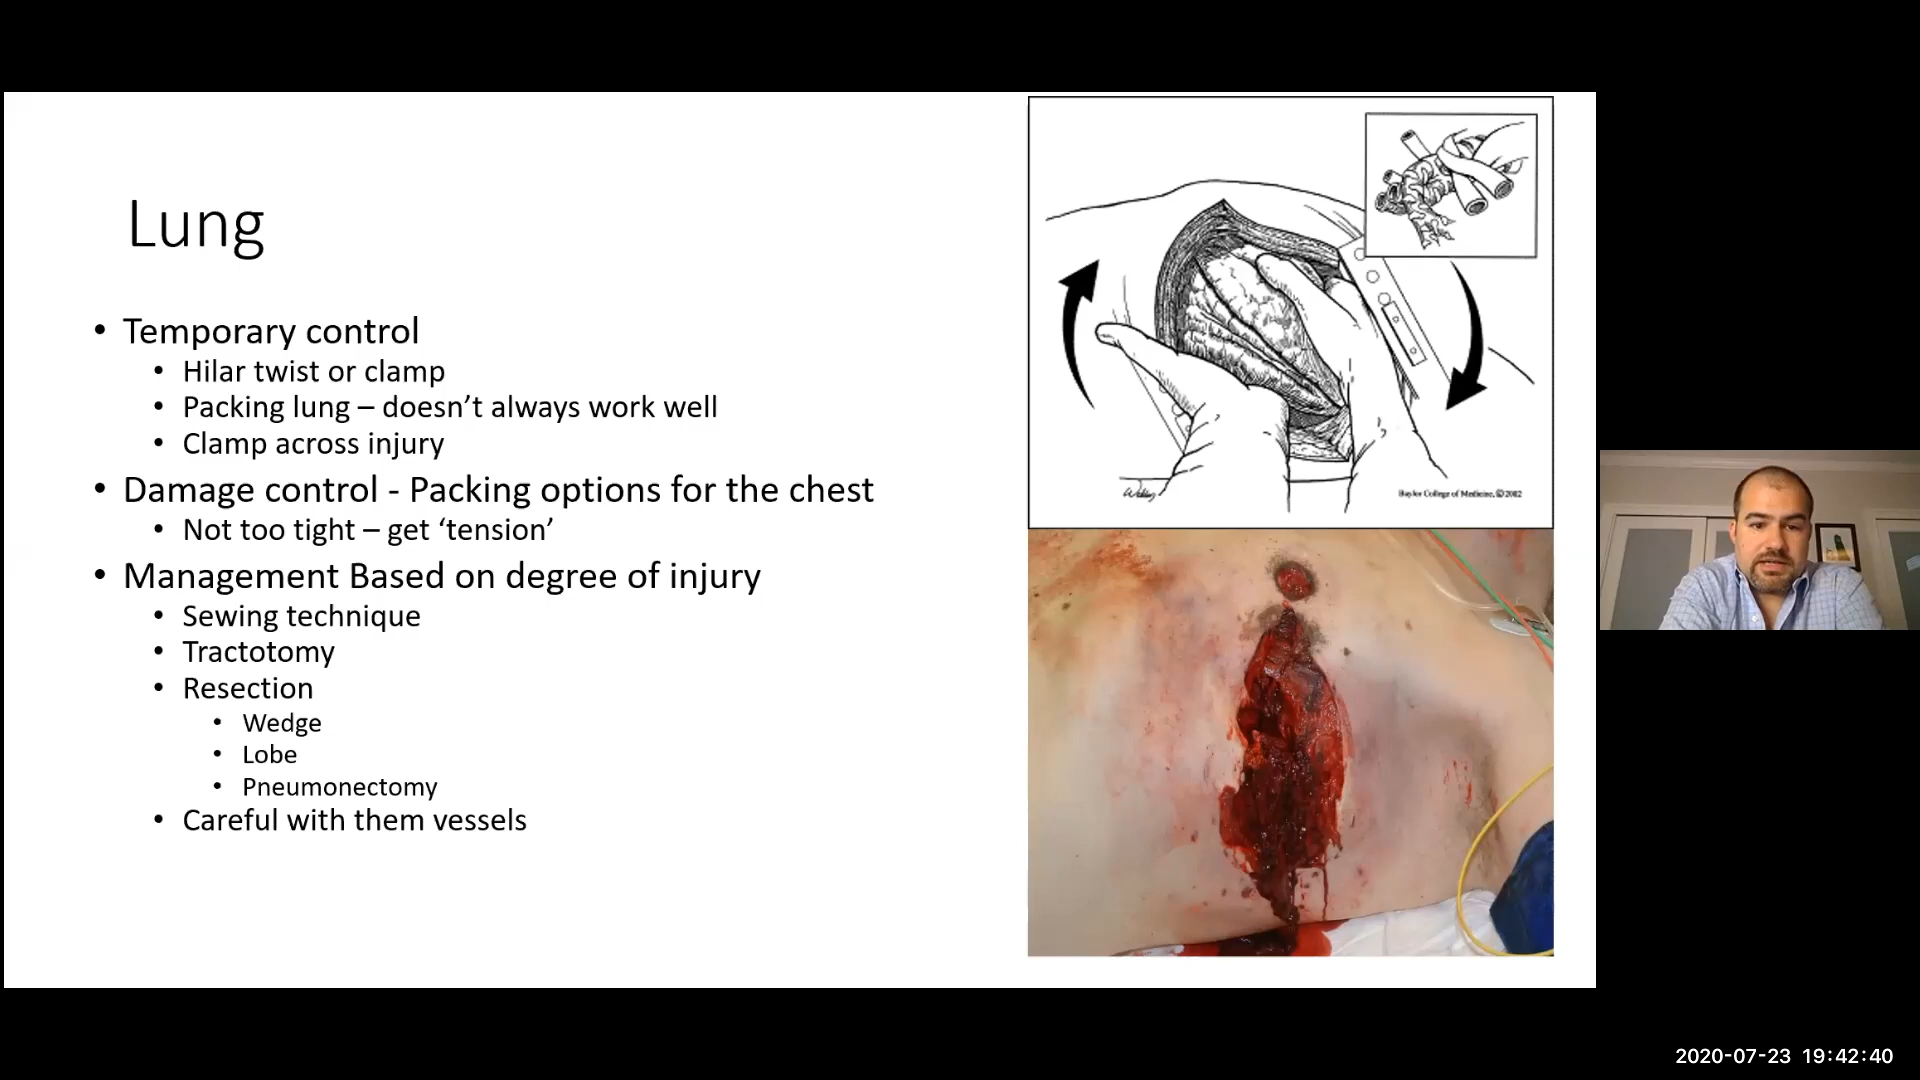 Lung
• Temporary control
• Hilar twist or clamp
• Packing lung – doesn’t always work well
• Clamp across injury
• Damage control - Packing options for the chest
• Not too tight – get ‘tension’
• Management Based on degree of injury
• Sewing technique
• Tractotomy
• Resection
• Wedge
• Lobe
• Pneumonectomy
• Careful with them vessels
Baylor College of Medicine, © 2002
2020-07-23 19:42:40